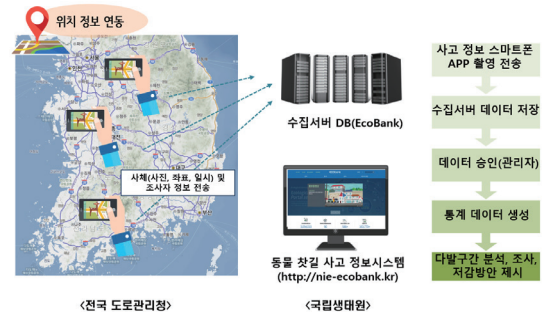 위치 정보 연동
사체(사진, 좌표, 일시) 및
조사자 정보 전송
<전국 도로관리청>
수집서버 DB(EcoBank)
동물 찻길 사고 정보시스템
(http://nie-ecobank.kr)
<국립생태원>
사고 정보 스마트폰
APP 촬영 전송
수집서버 데이터 저장
데이터 승인(관리자)
통계 데이터 생성
다발구간 분석, 조사,
저감방안 제시